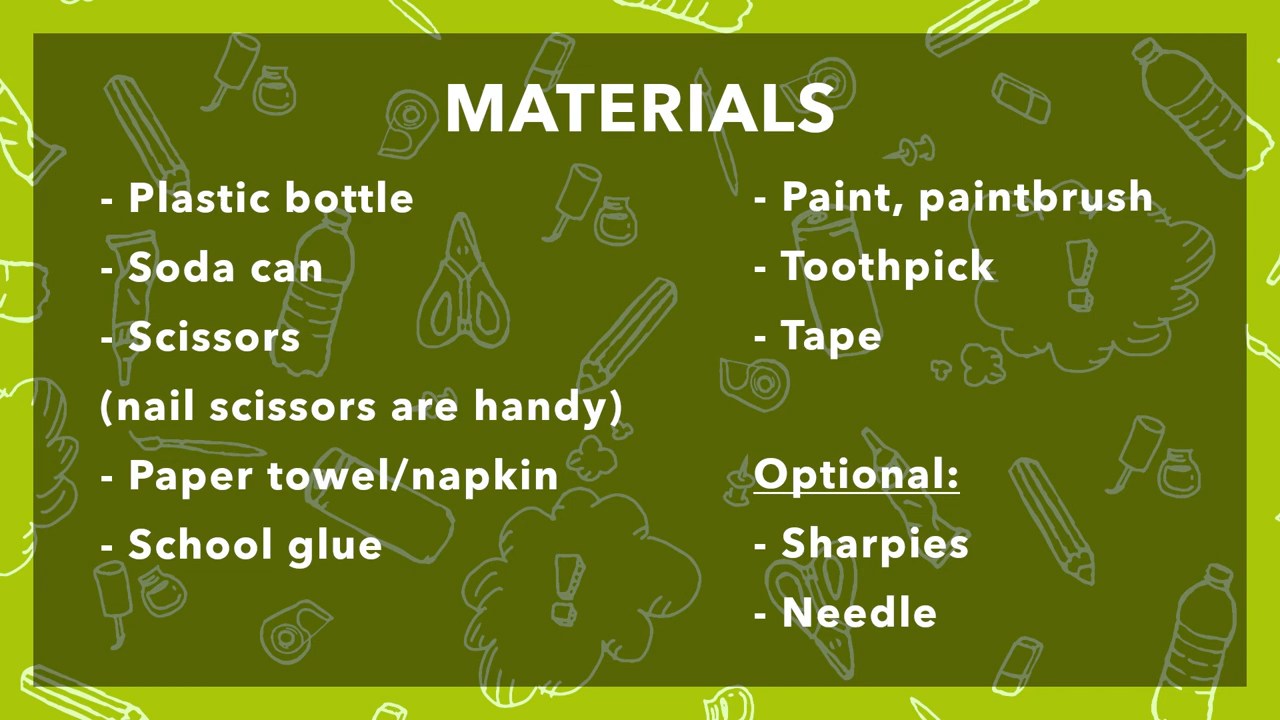 MATERIALS
- Plastic bottle
- Soda can
- Scissors
(nail scissors are handy)
- Paper towel/napkin
- School glue
- Paint, paintbrush
- Toothpick
- Tape
Optional:
- Sharpies
- Needle